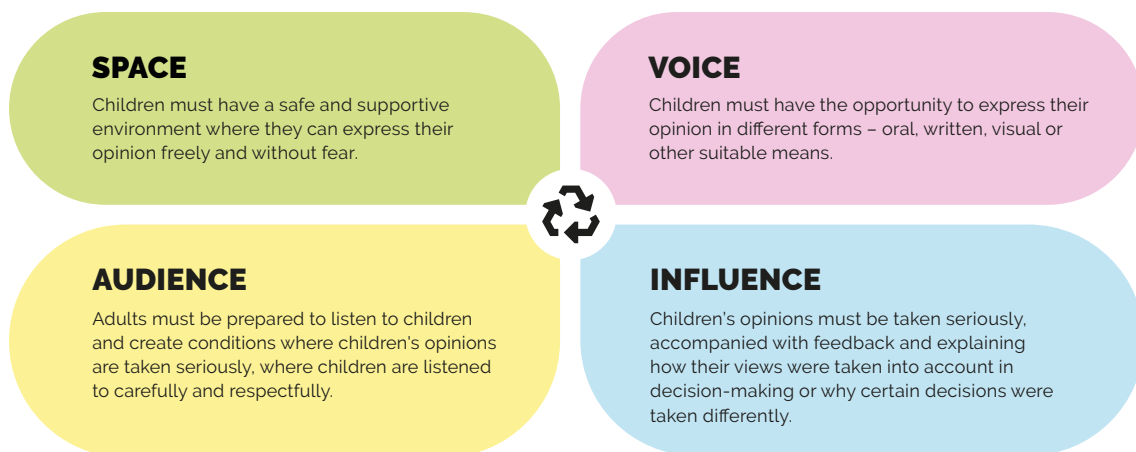 SPACE
Children must have a safe and supportive
environment where they can express their
opinion freely and without fear.
VOICE
Children must have the opportunity to express their
opinion in different forms – oral, written, visual or
other suitable means.
AUDIENCE
Adults must be prepared to listen to children
and create conditions where children's opinions
are taken seriously, where children are listened
to carefully and respectfully.
INFLUENCE
Children’s opinions must be taken seriously,
accompanied with feedback and explaining
how their views were taken into account in
decision-making or why certain decisions were
taken differently.